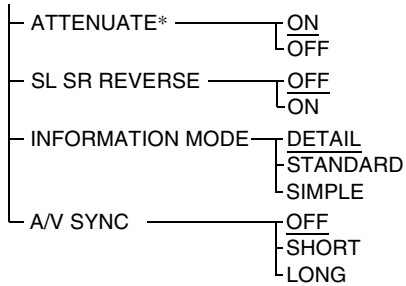 ATTENUATE* ON
OFF
SL SR REVERSE OFF
ON
INFORMATION MODE DETAIL
STANDARD
SIMPLE
A/V SYNC OFF
SHORT
LONG